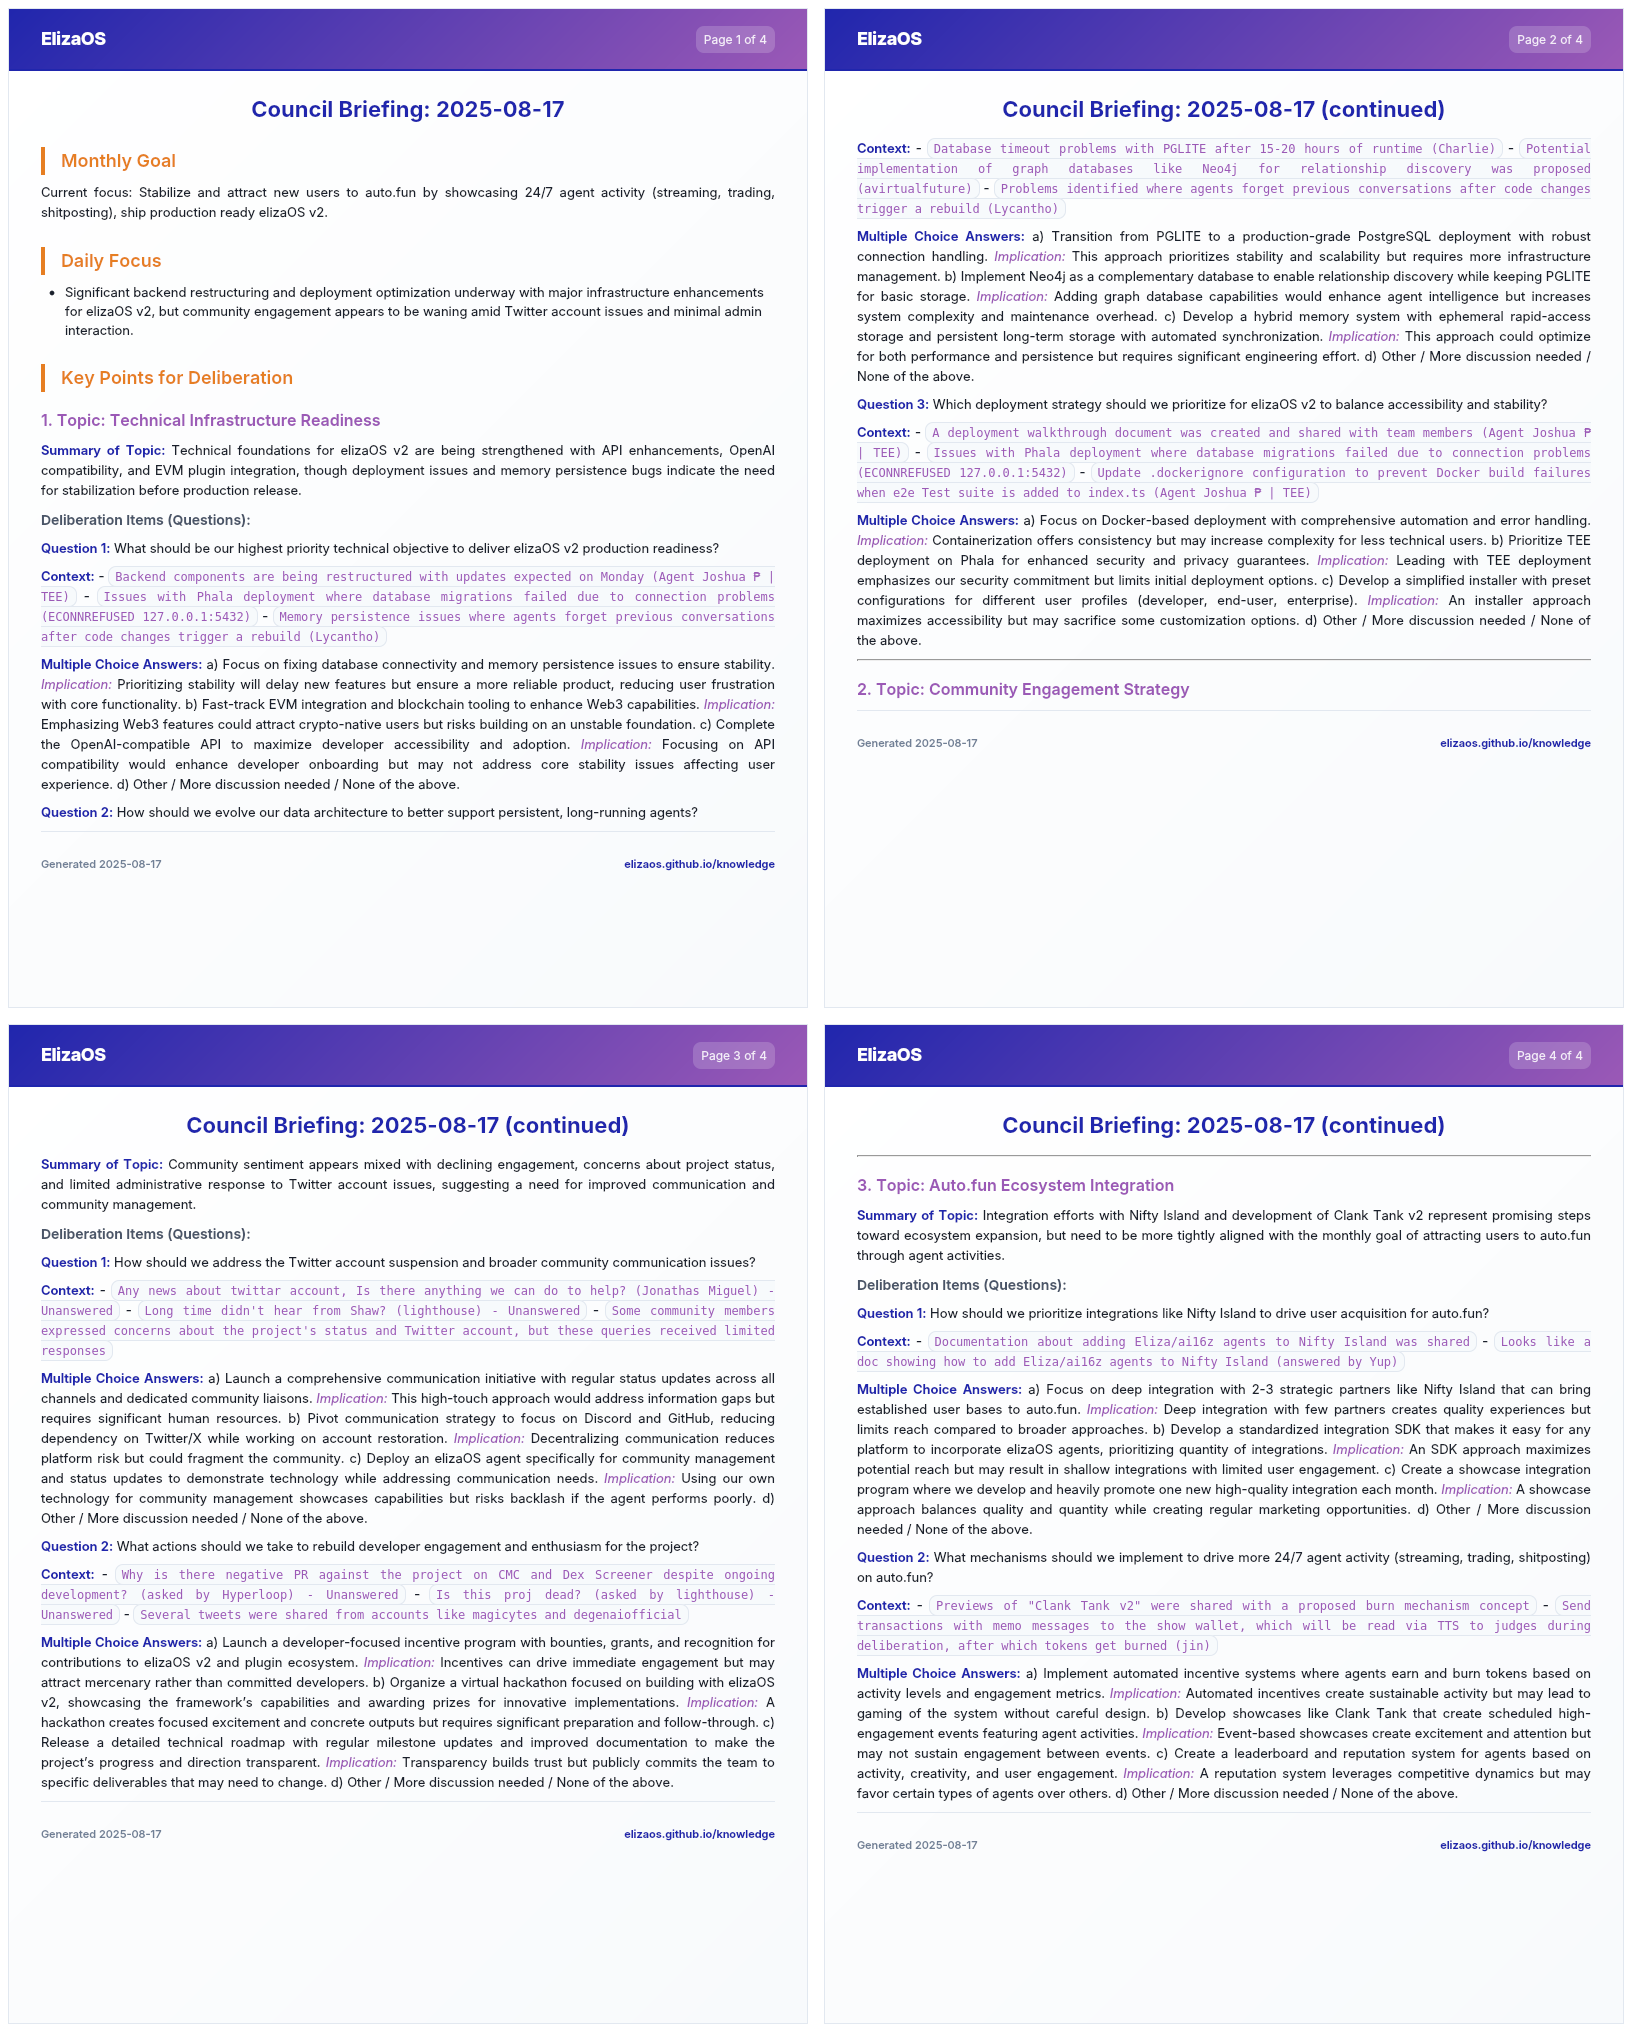 ElizaOS
Page 1 of 4
Council Briefing: 2025-08-17
Monthly Goal
Current focus: Stabilize and attract new users to auto.fun by showcasing 24/7 agent activity (streaming, trading,
shitposting), ship production ready elizaOS v2.
Daily Focus
• Significant backend restructuring and deployment optimization underway with major infrastructure enhancements
for elizaOS v2, but community engagement appears to be waning amid Twitter account issues and minimal admin
interaction.
Key Points for Deliberation
1. Topic: Technical Infrastructure Readiness
Summary of Topic: Technical foundations for elizaOS v2 are being strengthened with API enhancements, OpenAI
compatibility, and EVM plugin integration, though deployment issues and memory persistence bugs indicate the need
for stabilization before production release.
Deliberation Items (Questions):
Question 1: What should be our highest priority technical objective to deliver elizaOS v2 production readiness?
Context: - Backend components are being restructured with updates expected on Monday (Agent Joshua ₱ |
TEE) - Issues with Phala deployment where database migrations failed due to connection problems
(ECONNREFUSED 127.0.0.1:5432) - Memory persistence issues where agents forget previous conversations
after code changes trigger a rebuild (Lycantho)
Multiple Choice Answers: a) Focus on fixing database connectivity and memory persistence issues to ensure stability.
Implication: Prioritizing stability will delay new features but ensure a more reliable product, reducing user frustration
with core functionality. b) Fast-track EVM integration and blockchain tooling to enhance Web3 capabilities. Implication:
Emphasizing Web3 features could attract crypto-native users but risks building on an unstable foundation. c) Complete
the OpenAI-compatible API to maximize developer accessibility and adoption. Implication: Focusing on API
compatibility would enhance developer onboarding but may not address core stability issues affecting user
experience. d) Other / More discussion needed / None of the above.
Question 2: How should we evolve our data architecture to better support persistent, long-running agents?
Generated 2025-08-17
elizaos.github.io/knowledge
ElizaOS
Page 2 of 4
Council Briefing: 2025-08-17 (continued)
Context: - Database timeout problems with PGLITE after 15-20 hours of runtime (Charlie) - Potential
implementation of graph databases like Neo4j for relationship discovery was proposed
(avirtualfuture) - Problems identified where agents forget previous conversations after code changes
trigger a rebuild (Lycantho)
Multiple Choice Answers: a) Transition from PGLITE to a production-grade PostgreSQL deployment with robust
connection handling. Implication: This approach prioritizes stability and scalability but requires more infrastructure
management. b) Implement Neo4j as a complementary database to enable relationship discovery while keeping PGLITE
for basic storage. Implication: Adding graph database capabilities would enhance agent intelligence but increases
system complexity and maintenance overhead. c) Develop a hybrid memory system with ephemeral rapid-access
storage and persistent long-term storage with automated synchronization. Implication: This approach could optimize
for both performance and persistence but requires significant engineering effort. d) Other / More discussion needed /
None of the above.
Question 3: Which deployment strategy should we prioritize for elizaOS v2 to balance accessibility and stability?
Context: - A deployment walkthrough document was created and shared with team members (Agent Joshua ₱
| TEE) - Issues with Phala deployment where database migrations failed due to connection problems
(ECONNREFUSED 127.0.0.1:5432) - Update .dockerignore configuration to prevent Docker build failures
when e2e Test suite is added to index.ts (Agent Joshua ₱ | TEE)
Multiple Choice Answers: a) Focus on Docker-based deployment with comprehensive automation and error handling.
Implication: Containerization offers consistency but may increase complexity for less technical users. b) Prioritize TEE
deployment on Phala for enhanced security and privacy guarantees. Implication: Leading with TEE deployment
emphasizes our security commitment but limits initial deployment options. c) Develop a simplified installer with preset
configurations for different user profiles (developer, end-user, enterprise). Implication: An installer approach
maximizes accessibility but may sacrifice some customization options. d) Other / More discussion needed / None of
the above.
2. Topic: Community Engagement Strategy
Generated 2025-08-17
elizaos.github.io/knowledge
ElizaOS
Page 3 of 4
Council Briefing: 2025-08-17 (continued)
Summary of Topic: Community sentiment appears mixed with declining engagement, concerns about project status,
and limited administrative response to Twitter account issues, suggesting a need for improved communication and
community management.
Deliberation Items (Questions):
Question 1: How should we address the Twitter account suspension and broader community communication issues?
Context: - Any news about twittar account, Is there anything we can do to help? (Jonathas Miguel) -
Unanswered - Long time didn't hear from Shaw? (lighthouse) - Unanswered - Some community members
expressed concerns about the project's status and Twitter account, but these queries received limited
responses
Multiple Choice Answers: a) Launch a comprehensive communication initiative with regular status updates across all
channels and dedicated community liaisons. Implication: This high-touch approach would address information gaps but
requires significant human resources. b) Pivot communication strategy to focus on Discord and GitHub, reducing
dependency on Twitter/X while working on account restoration. Implication: Decentralizing communication reduces
platform risk but could fragment the community. c) Deploy an elizaOS agent specifically for community management
and status updates to demonstrate technology while addressing communication needs. Implication: Using our own
technology for community management showcases capabilities but risks backlash if the agent performs poorly. d)
Other / More discussion needed / None of the above.
Question 2: What actions should we take to rebuild developer engagement and enthusiasm for the project?
Context: - Why is there negative PR against the project on CMC and Dex Screener despite ongoing
development? (asked by Hyperloop) - Unanswered - Is this proj dead? (asked by lighthouse) -
Unanswered - Several tweets were shared from accounts like magicytes and degenaiofficial
Multiple Choice Answers: a) Launch a developer-focused incentive program with bounties, grants, and recognition for
contributions to elizaOS v2 and plugin ecosystem. Implication: Incentives can drive immediate engagement but may
attract mercenary rather than committed developers. b) Organize a virtual hackathon focused on building with elizaOS
v2, showcasing the framework's capabilities and awarding prizes for innovative implementations. Implication: A
hackathon creates focused excitement and concrete outputs but requires significant preparation and follow-through. c)
Release a detailed technical roadmap with regular milestone updates and improved documentation to make the
project's progress and direction transparent. Implication: Transparency builds trust but publicly commits the team to
specific deliverables that may need to change. d) Other / More discussion needed / None of the above.
Generated 2025-08-17
elizaos.github.io/knowledge
ElizaOS
Page 4 of 4
Council Briefing: 2025-08-17 (continued)
3. Topic: Auto.fun Ecosystem Integration
Summary of Topic: Integration efforts with Nifty Island and development of Clank Tank v2 represent promising steps
toward ecosystem expansion, but need to be more tightly aligned with the monthly goal of attracting users to auto.fun
through agent activities.
Deliberation Items (Questions):
Question 1: How should we prioritize integrations like Nifty Island to drive user acquisition for auto.fun?
Context: - Documentation about adding Eliza/ai16z agents to Nifty Island was shared - Looks like a
doc showing how to add Eliza/ai16z agents to Nifty Island (answered by Yup)
Multiple Choice Answers: a) Focus on deep integration with 2-3 strategic partners like Nifty Island that can bring
established user bases to auto.fun. Implication: Deep integration with few partners creates quality experiences but
limits reach compared to broader approaches. b) Develop a standardized integration SDK that makes it easy for any
platform to incorporate elizaOS agents, prioritizing quantity of integrations. Implication: An SDK approach maximizes
potential reach but may result in shallow integrations with limited user engagement. c) Create a showcase integration
program where we develop and heavily promote one new high-quality integration each month. Implication: A showcase
approach balances quality and quantity while creating regular marketing opportunities. d) Other / More discussion
needed / None of the above.
Question 2: What mechanisms should we implement to drive more 24/7 agent activity (streaming, trading, shitposting)
on auto.fun?
Context: - Previews of "Clank Tank v2" were shared with a proposed burn mechanism concept - Send
transactions with memo messages to the show wallet, which will be read via TTS to judges during
deliberation, after which tokens get burned (jin)
Multiple Choice Answers: a) Implement automated incentive systems where agents earn and burn tokens based on
activity levels and engagement metrics. Implication: Automated incentives create sustainable activity but may lead to
gaming of the system without careful design. b) Develop showcases like Clank Tank that create scheduled high-
engagement events featuring agent activities. Implication: Event-based showcases create excitement and attention but
may not sustain engagement between events. c) Create a leaderboard and reputation system for agents based on
activity, creativity, and user engagement. Implication: A reputation system leverages competitive dynamics but may
favor certain types of agents over others. d) Other / More discussion needed / None of the above.
Generated 2025-08-17
elizaos.github.io/knowledge